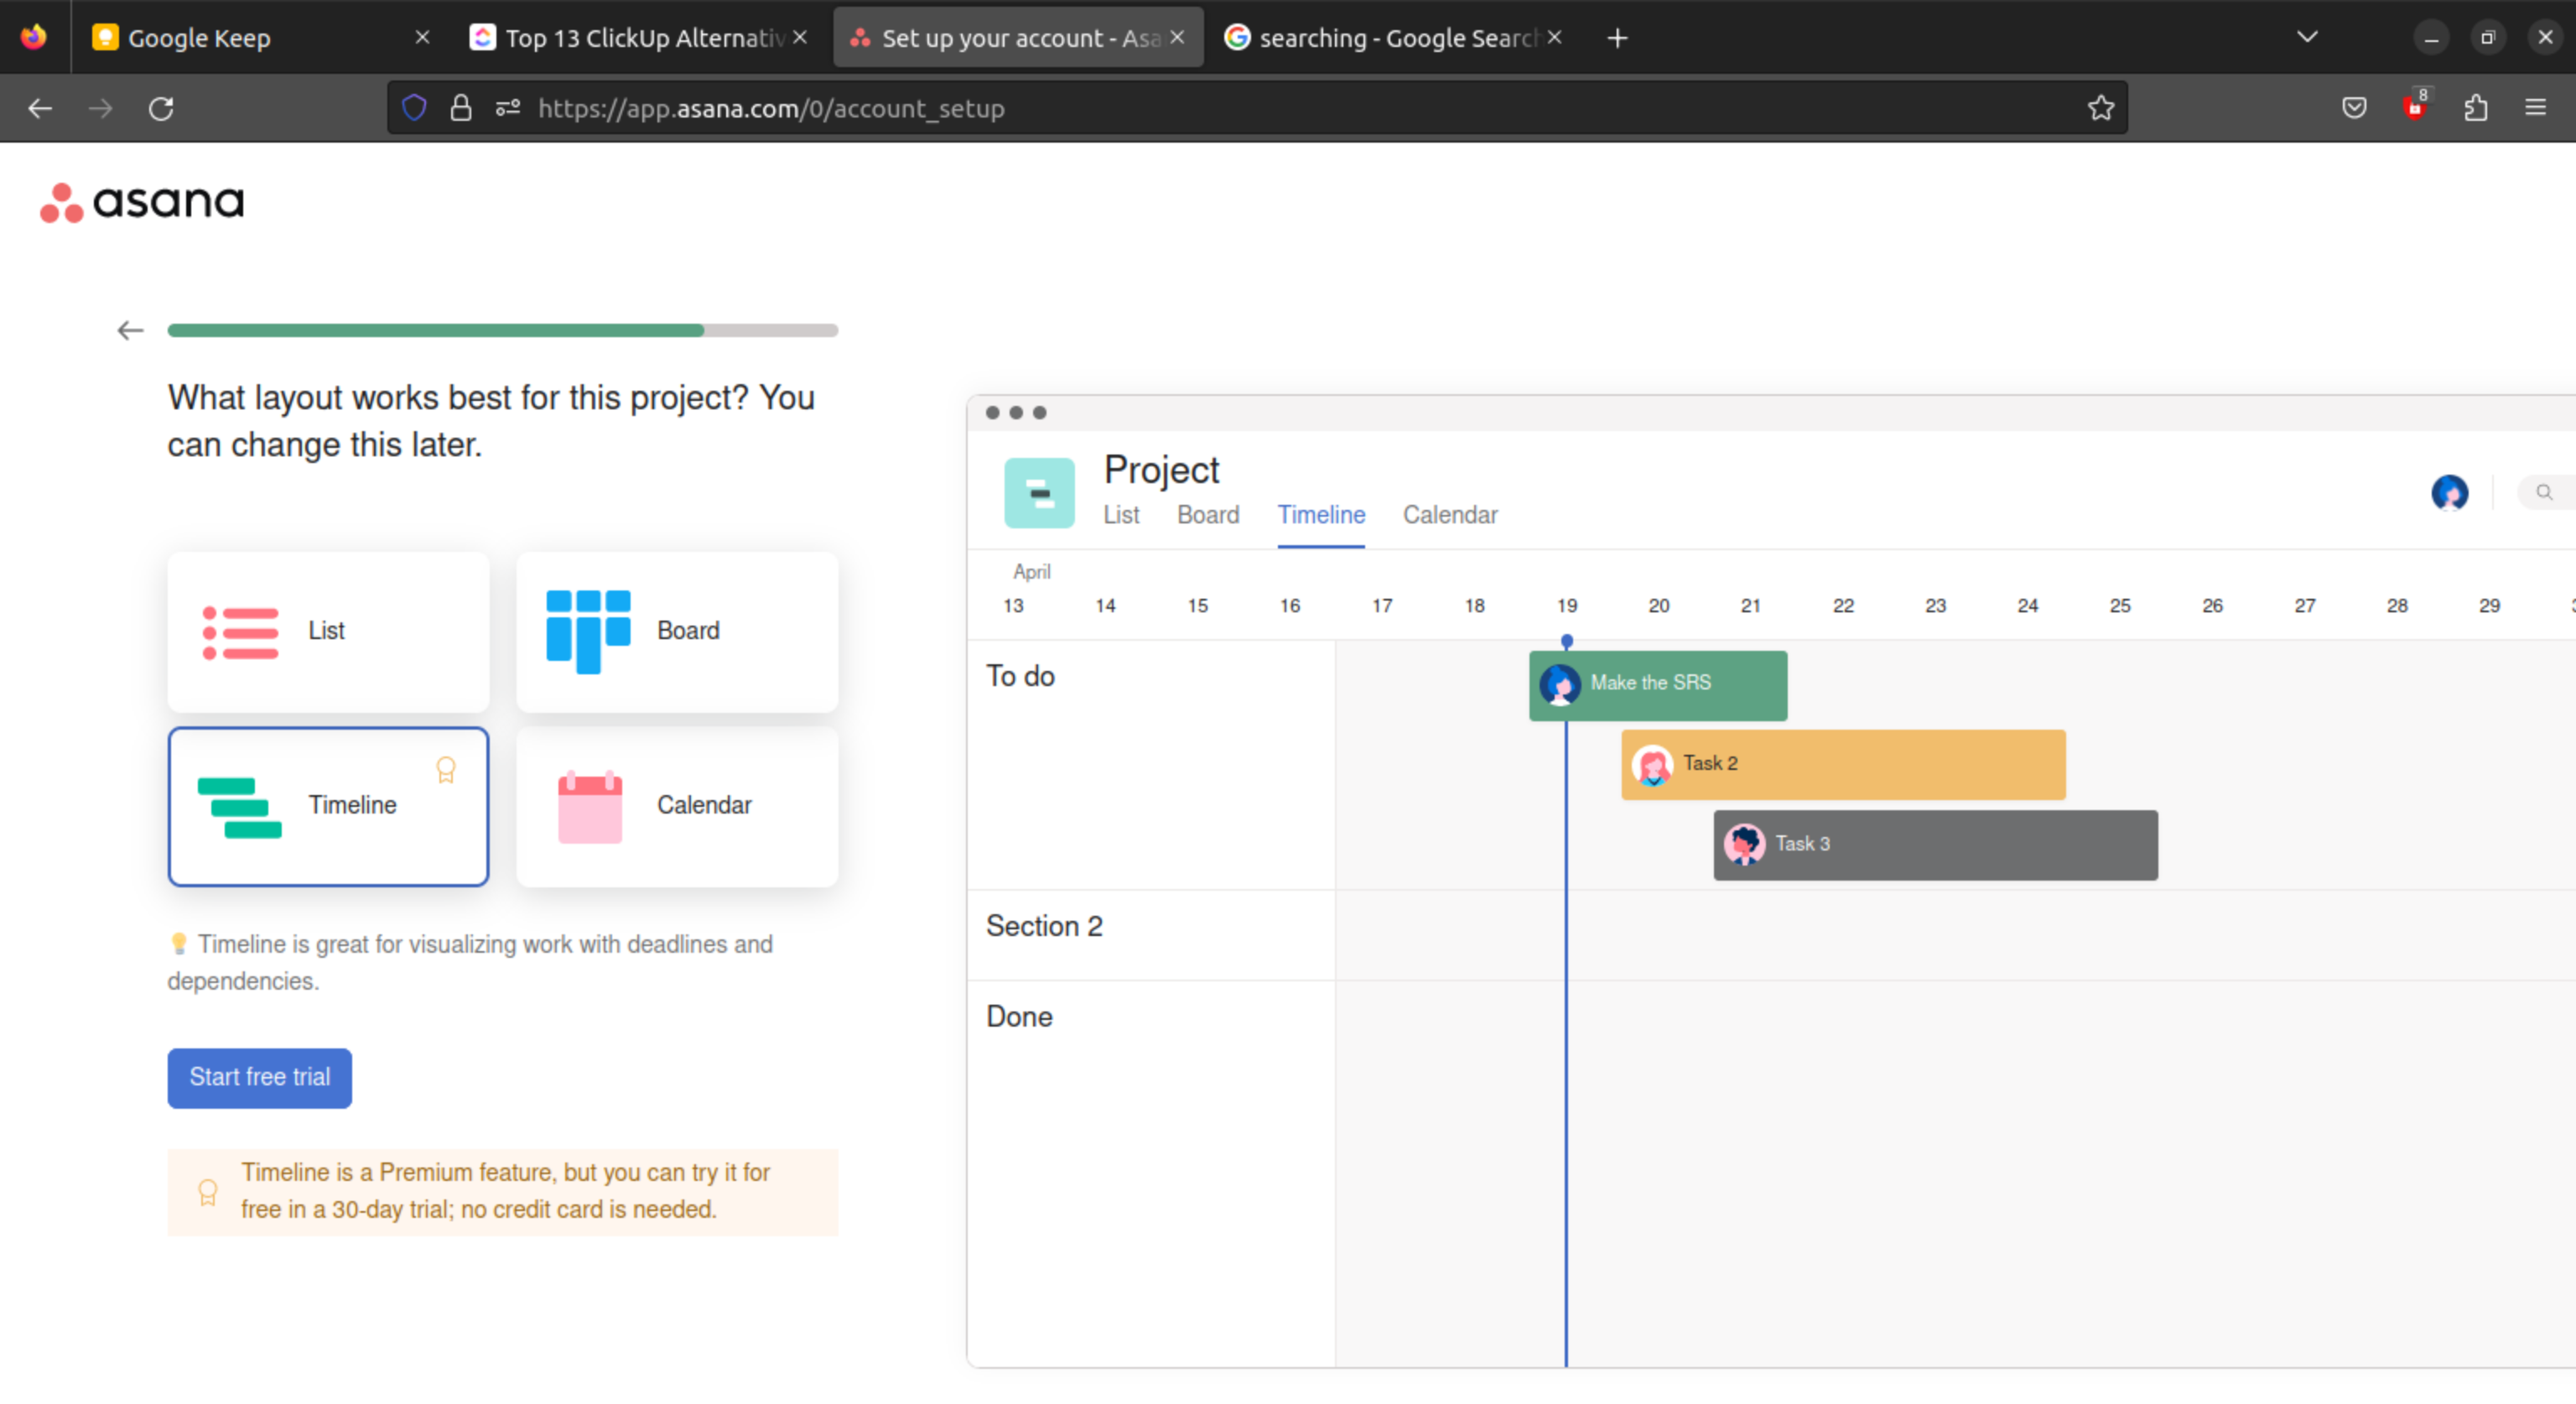 Google Keep
Top 13 ClickUp Alternativ
Set up your account - Asa
searching - Google Search
https://app.asana.com/0/account_setup
8
asana
What layout works best for this project? You
can change this later.
List
Board
Timeline
Calendar
Timeline is great for visualizing work with deadlines and
dependencies.
Start free trial
Timeline is a Premium feature, but you can try it for
free in a 30-day trial; no credit card is needed.
Project
List Board Timeline Calendar
April
13 14 15 16 17 18 19 20 21 22 23 24 25 26 27 28 29
To do
Make the SRS
Task 2
Task 3
Section 2
Done